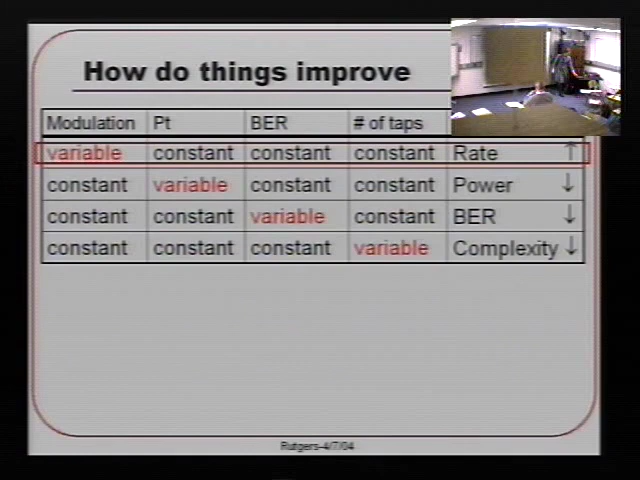 How do things improve
Modulation Pt BER # of taps
variable constant constant constant Rate ↑
constant variable constant constant Power ↓
constant constant variable constant BER ↓
constant constant constant variable Complexity ↓
Rutgers-4/7/04